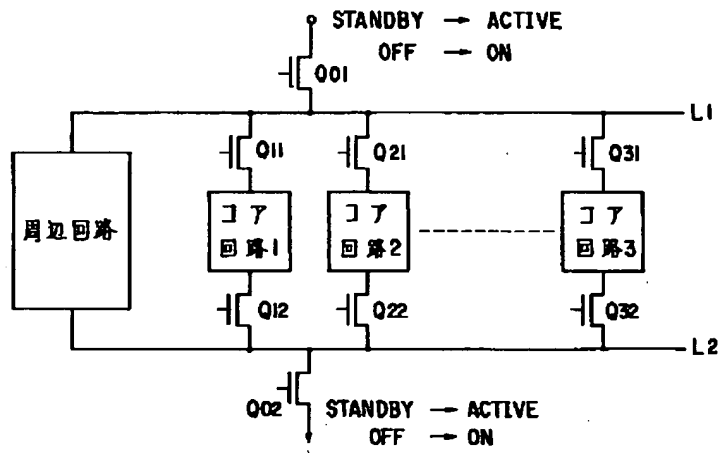 STANDBY → ACTIVE
OFF → ON
Q01
L1
Q11
Q21
Q31
周辺回路
コア
回路1
コア
回路2
コア
回路3
Q12
Q22
Q32
L2
Q02
STANDBY → ACTIVE
OFF → ON